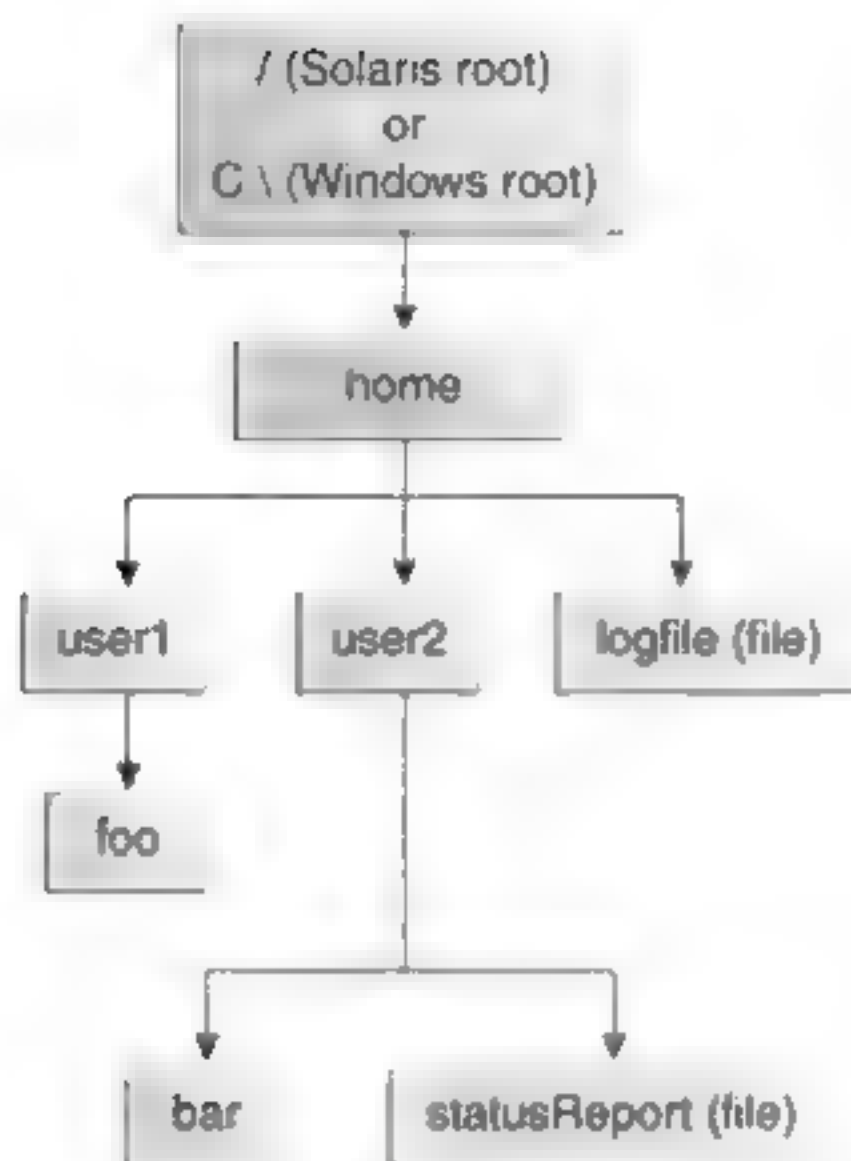 / (Solaris root)
or
C \ (Windows root)
home
user1
user2
logfile (file)
foo
bar
statusReport (file)